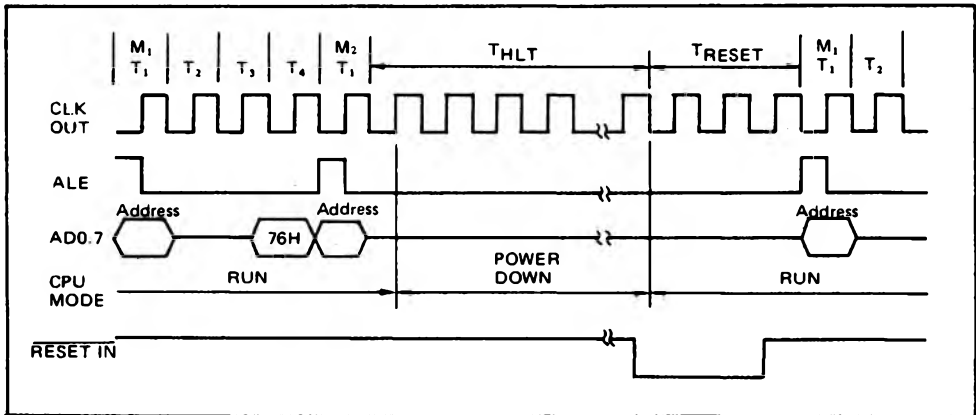 M1 M2 THLT TRESET M1
T1 T2 T3 T4 T1 T1 T2
CLK
OUT
ALE
Address Address Address
AD0.7 76H
POWER
CPU RUN DOWN RUN
MODE
RESET IN